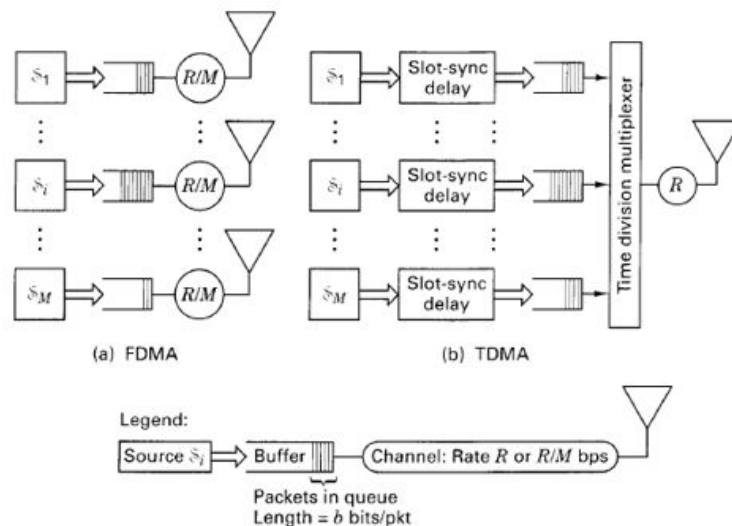 𝒮1 R/M
𝒮i R/M
𝒮M R/M
(a) FDMA
𝒮1 Slot-sync delay
𝒮i Slot-sync delay
𝒮M Slot-sync delay
Time division multiplexer
R
(b) TDMA
Legend:
Source 𝒮i Buffer Channel: Rate R or R/M bps
Packets in queue
Length = b bits/pkt